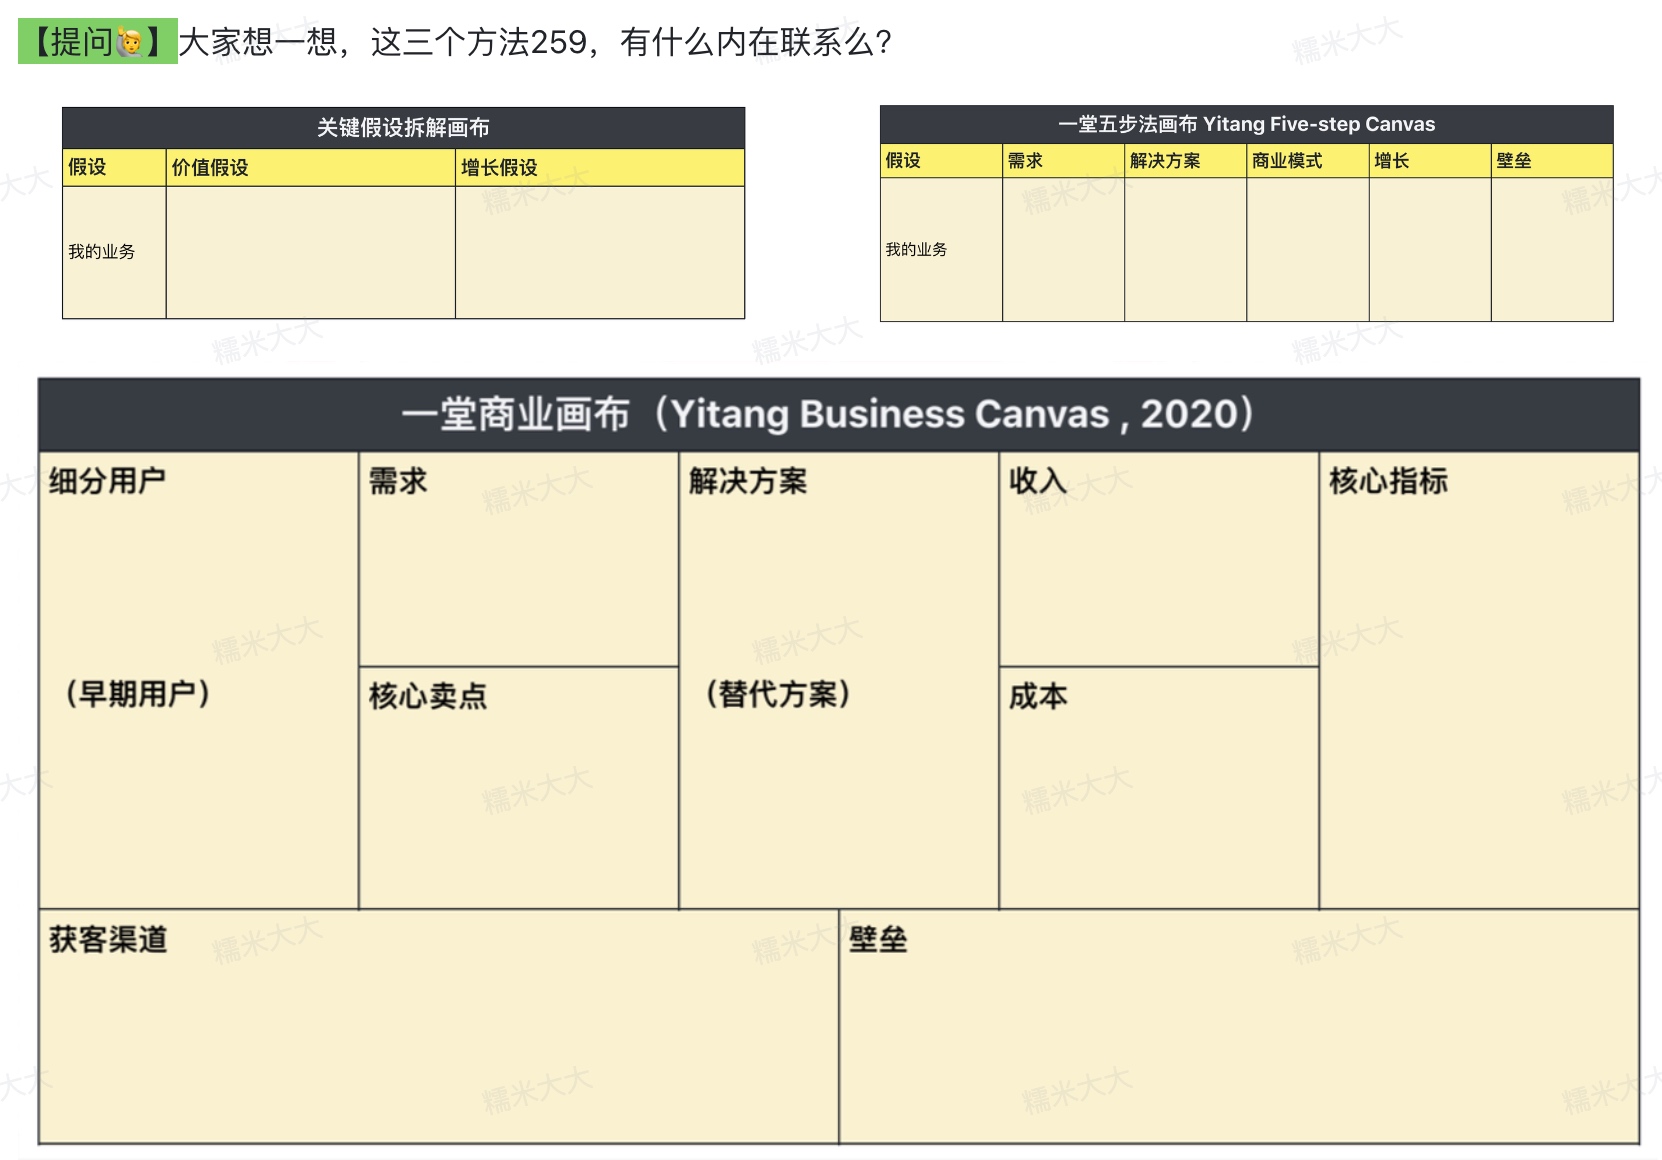 【提问🙋】大家想一想，这三个方法259，有什么内在联系么?
关键假设拆解画布
假设 价值假设 增长假设
我的业务
一堂五步法画布 Yitang Five-step Canvas
假设 需求 解决方案 商业模式 增长 壁垒
我的业务
一堂商业画布（Yitang Business Canvas , 2020）
细分用户 需求 解决方案 收入 核心指标
（早期用户） 核心卖点 （替代方案） 成本
获客渠道 壁垒
糯米大大